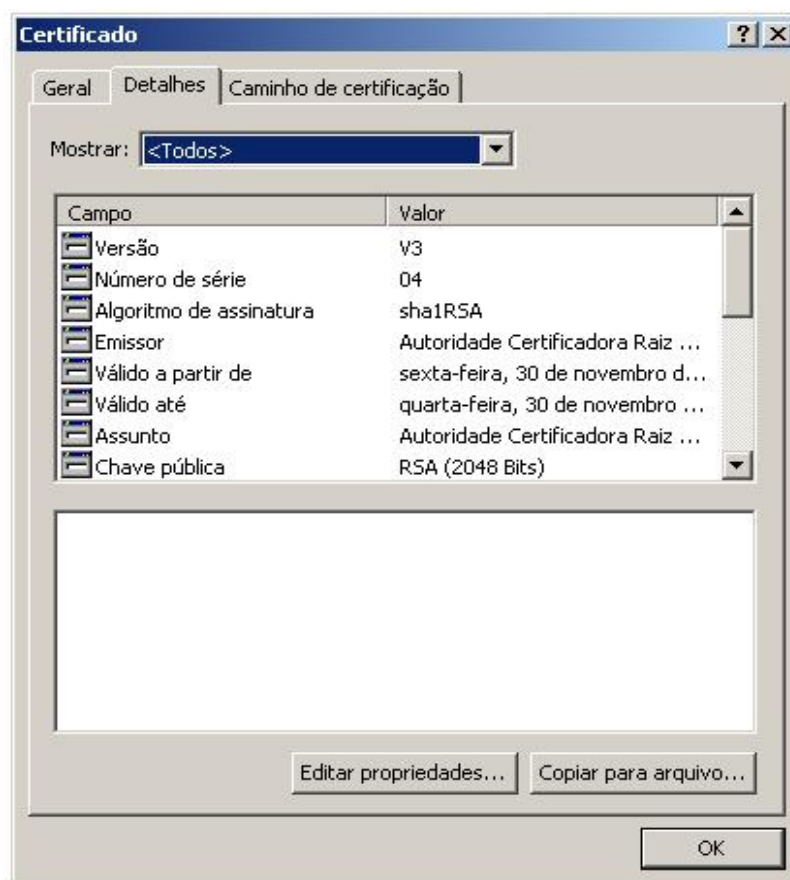 Certificado
Geral Detalhes Caminho de certificação
Mostrar: <Todos>
Campo Valor
Versão V3
Número de série 04
Algoritmo de assinatura sha1RSA
Emissor Autoridade Certificadora Raiz ...
Válido a partir de sexta-feira, 30 de novembro d...
Válido até quarta-feira, 30 de novembro ...
Assunto Autoridade Certificadora Raiz ...
Chave pública RSA (2048 Bits)
Editar propriedades... Copiar para arquivo...
OK